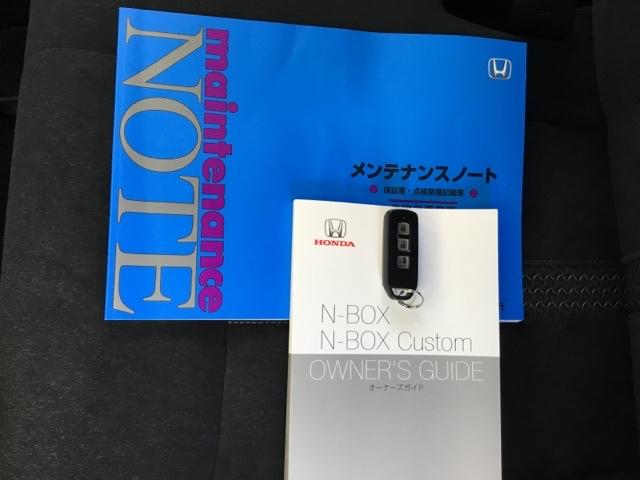 maintenance
NOTE
メンテナンスノート
保証書・点検整備記録簿
HONDA
N-BOX
N-BOX Custom
OWNER'S GUIDE
オーナーズガイド